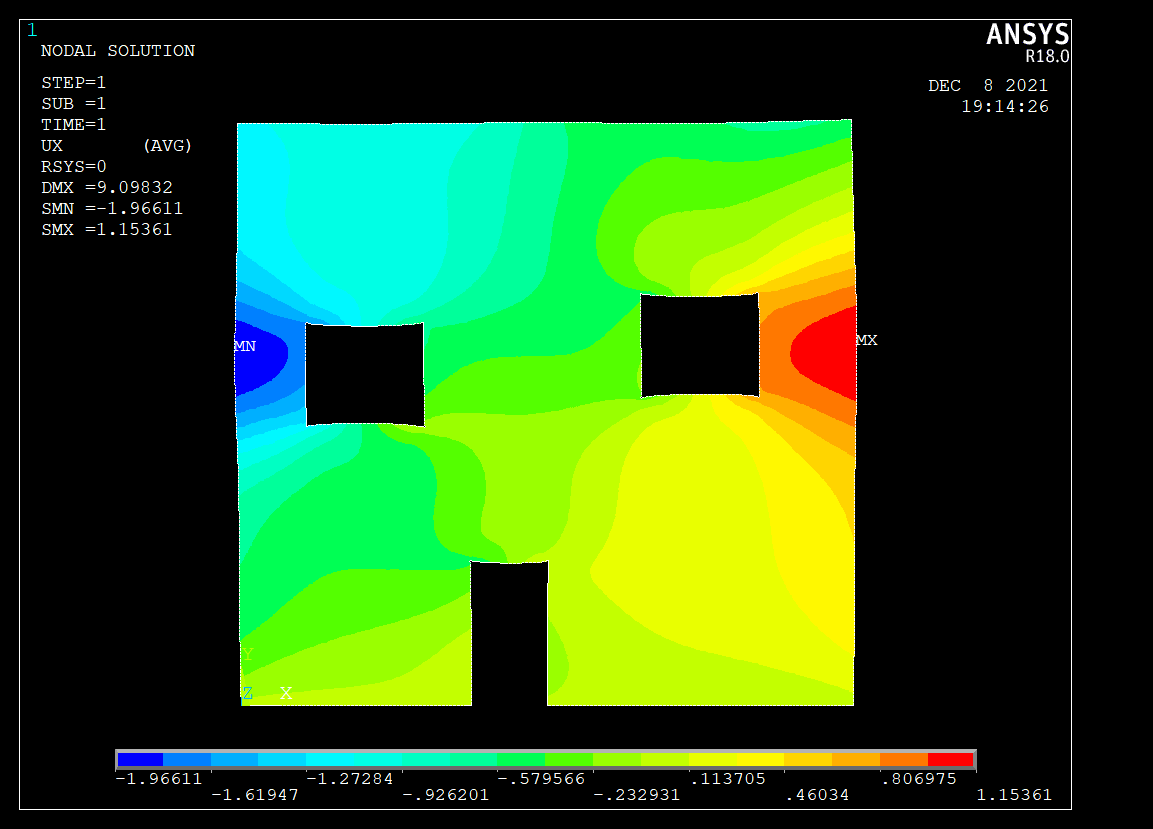 1
ANSYS
R18.0
NODAL SOLUTION
STEP=1
SUB =1
TIME=1
UX (AVG)
RSYS=0
DMX =9.09832
SMN =-1.96611
SMX =1.15361
DEC 8 2021
19:14:26
MN
MX
Y
Z X
-1.96611 -1.27284 -.579566 .113705 .806975
-1.61947 -.926201 -.232931 .46034 1.15361